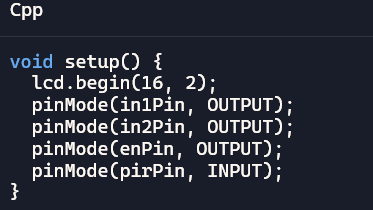 Cpp
void setup() {
  lcd.begin(16, 2);
  pinMode(in1Pin, OUTPUT);
  pinMode(in2Pin, OUTPUT);
  pinMode(enPin, OUTPUT);
  pinMode(pirPin, INPUT);
}